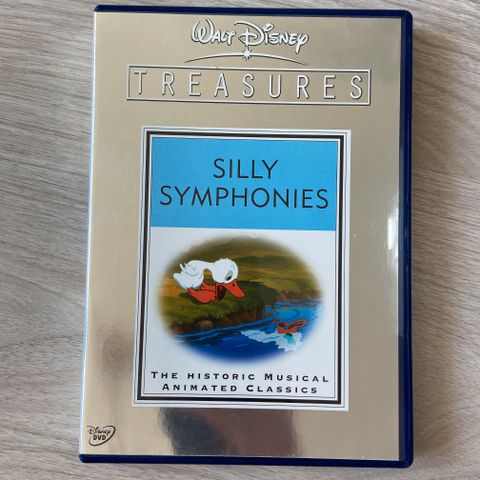 WALT DISNEY
TREASURES
SILLY
SYMPHONIES
THE HISTORIC MUSICAL
ANIMATED CLASSICS
Disney
DVD